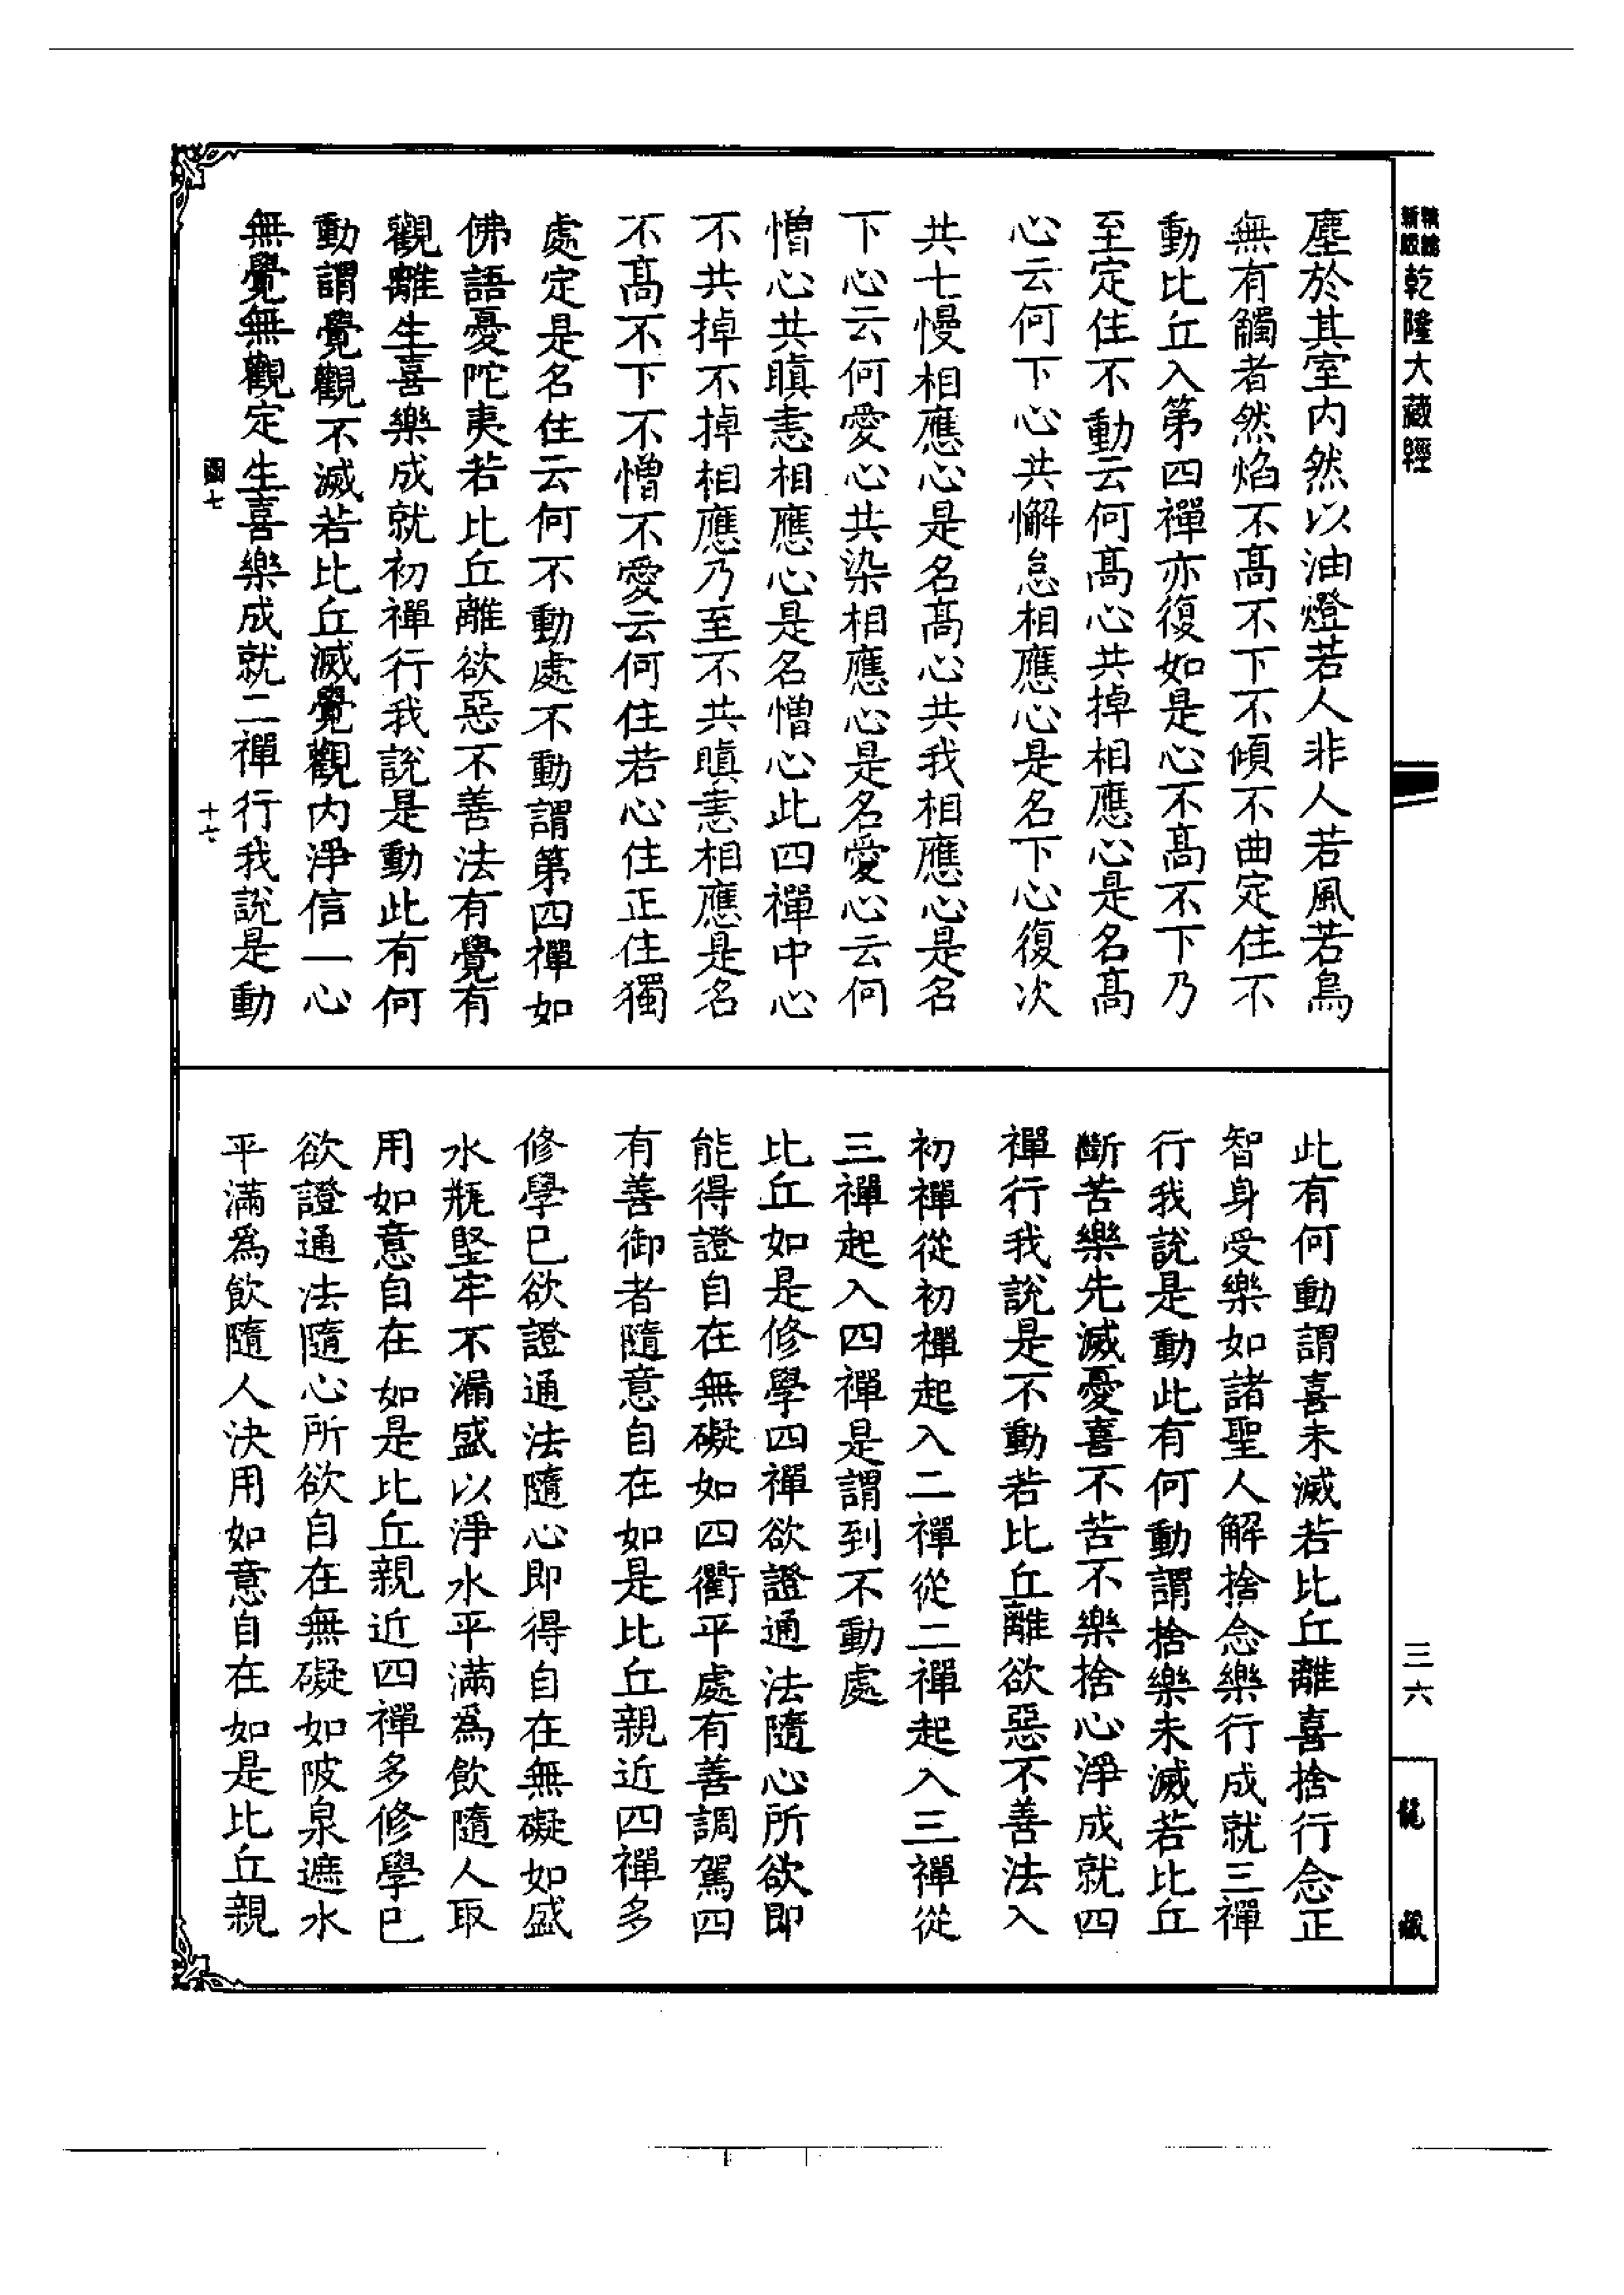 新編縮版乾隆大藏經
塵於其室内然以油燈若人非人若風若鳥
無有觸者然焰不髙不下不傾不曲定住不
動比丘入第四禪亦復如是心不髙不下乃
至定住不動云何髙心共掉相應心是名髙
心云何下心共懈怠相應心是名下心復次
共七慢相應心是名髙心共我相應心是名
下心云何愛心共染相應心是名愛心云何
憎心共瞋恚相應心是名憎心此四禪中心
不共掉不掉相應乃至不共瞋恚相應是名
不髙不下不憎不愛云何住若心住正住獨
處定是名住云何不動處不動謂第四禪如
佛語憂陀夷若比丘離欲惡不善法有覺有
觀離生喜樂成就初禪行我說是動此有何
動謂覺觀不滅若比丘滅覺觀内淨信一心
無覺無觀定生喜樂成就二禪行我說是動
國七
十七
此有何動謂喜未滅若比丘離喜捨行念正
智身受樂如諸聖人解捨念樂行成就三禪
行我說是動此有何動謂捨樂未滅若比丘
斷苦樂先滅憂喜不苦不樂捨心淨成就四
禪行我說是不動若比丘離欲惡不善法入
初禪從初禪起入二禪從二禪起入三禪從
三禪起入四禪是謂到不動處
比丘如是修學四禪欲證通法隨心所欲即
能得證自在無礙如四衢平處有善調駕四
有善御者隨意自在如是比丘親近四禪多
修學已欲證通法隨心即得自在無礙如盛
水瓶堅牢不漏盛以淨水平滿為飲隨人取
用如意自在如是比丘親近四禪多修學已
欲證通法隨心所欲自在無礙如陂泉遮水
平滿為飲隨人決用如意自在如是比丘親
三六
龍藏